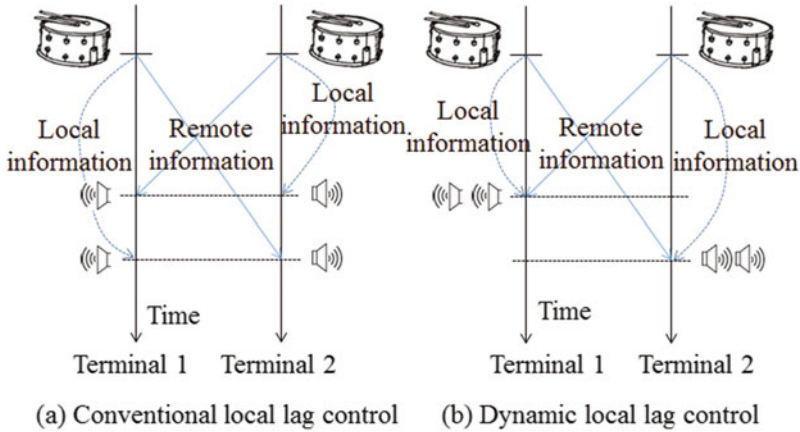 Local
information
Remote
information
Local
information
Time
Terminal 1
Terminal 2
(a) Conventional local lag control
Local
information
Remote
information
Local
information
Time
Terminal 1
Terminal 2
(b) Dynamic local lag control